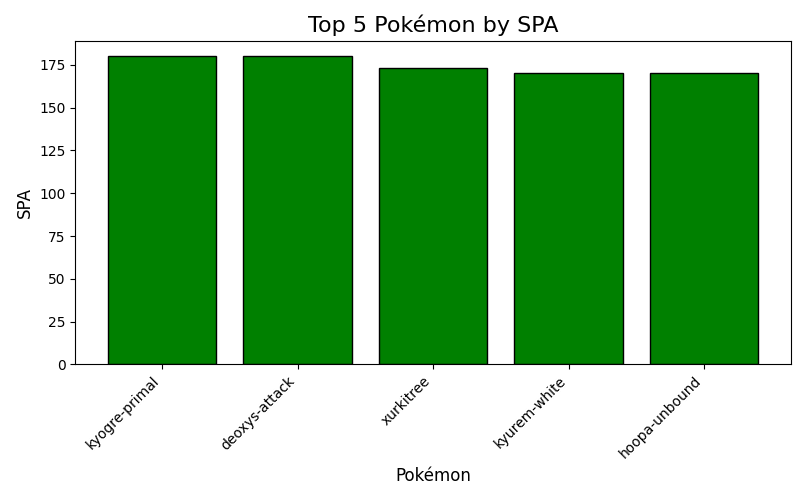 Top 5 Pokémon by SPA
SPA
175
150
125
100
75
50
25
0
kyogre-primal
deoxys-attack
xurkitree
kyurem-white
hoopa-unbound
Pokémon